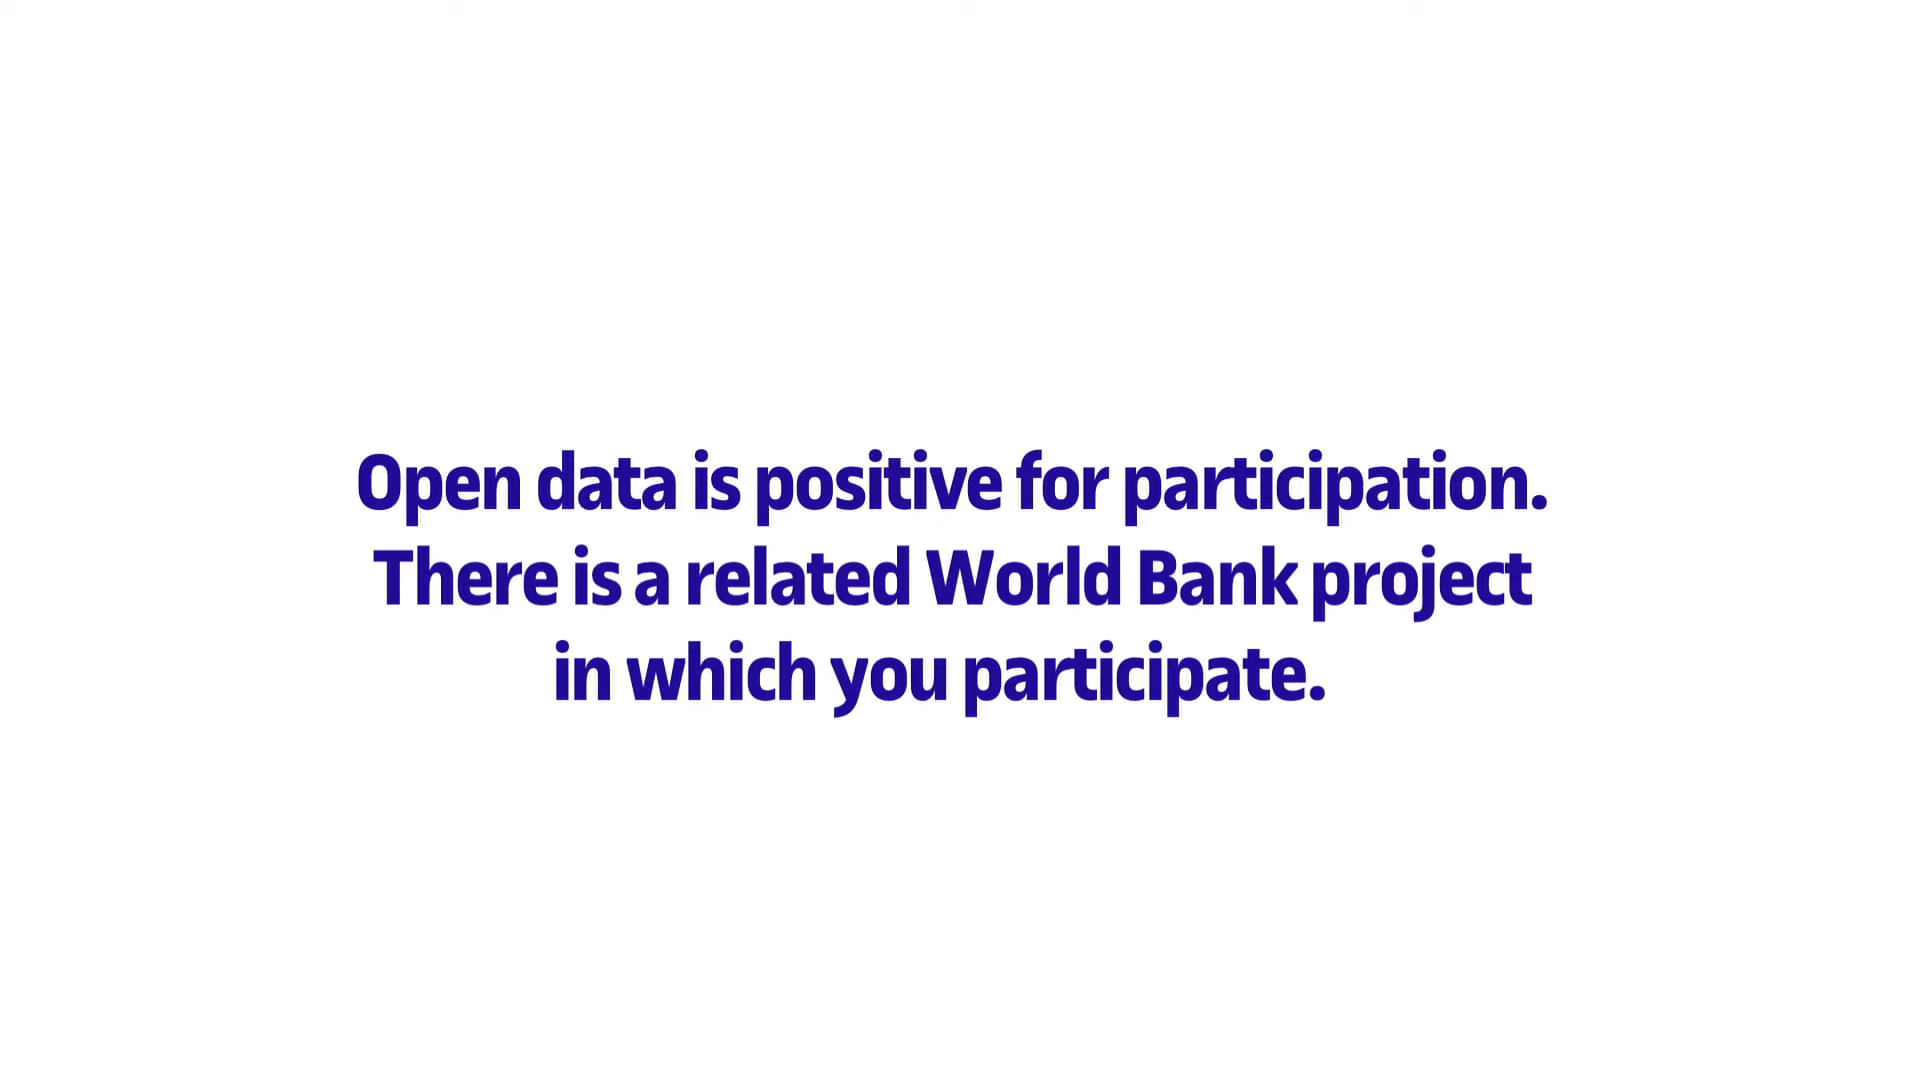 Open data is positive for participation.
There is a related World Bank project
in which you participate.